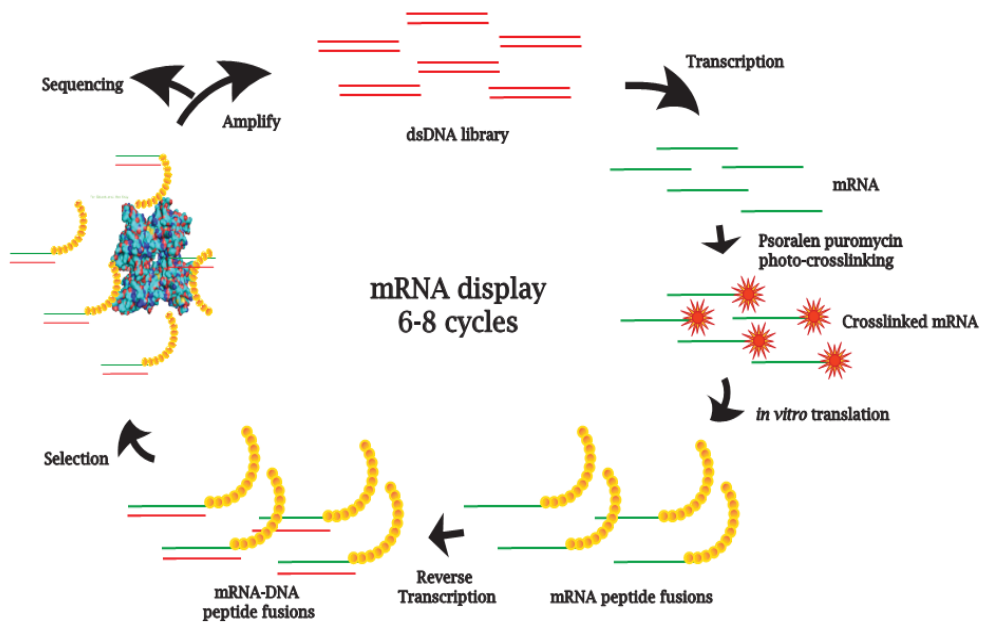 Sequencing
Amplify
dsDNA library
Transcription
mRNA
Psoralen puromycin
photo-crosslinking
Crosslinked mRNA
in vitro translation
mRNA peptide fusions
Reverse
Transcription
mRNA-DNA
peptide fusions
Selection
mRNA display
6-8 cycles